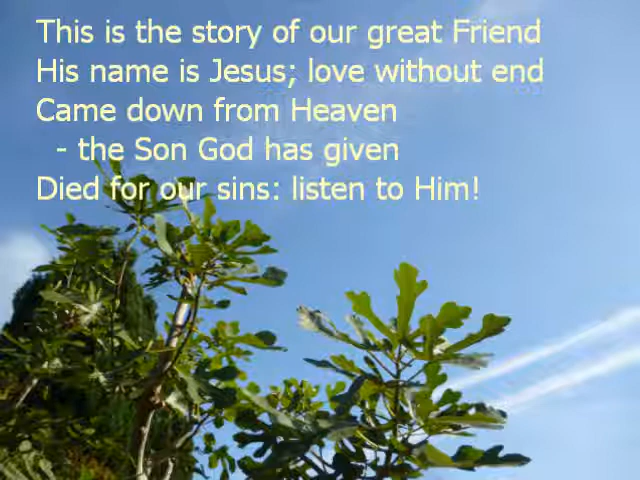 This is the story of our great Friend
His name is Jesus; love without end
Came down from Heaven
- the Son God has given
Died for our sins: listen to Him!